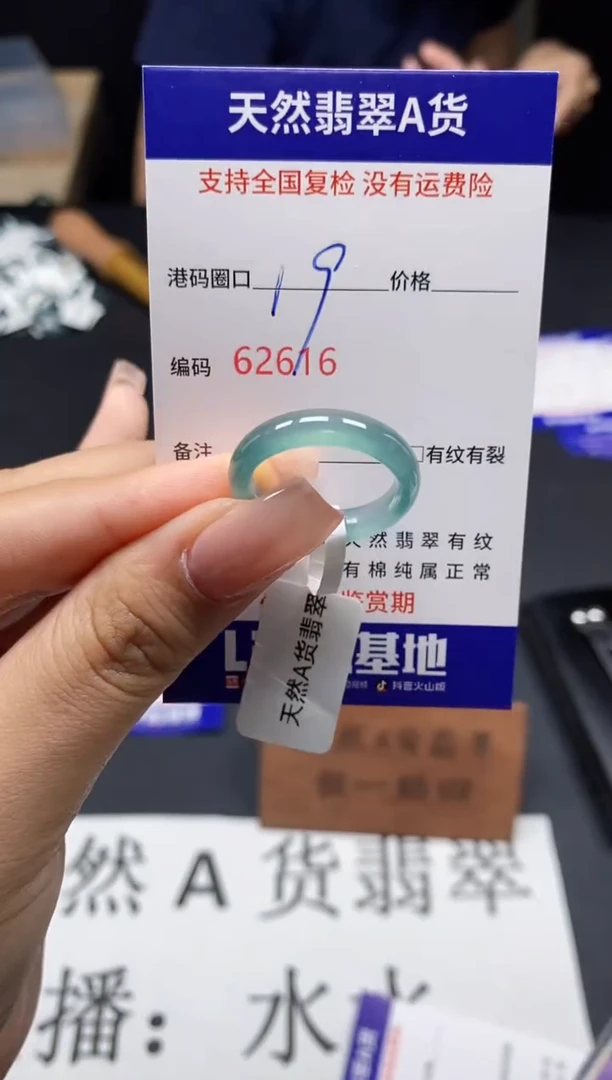 天然翡翠A货
支持全国复检 没有运费险
港码圈口 19 价格
编码 62616
备注 □有纹有裂
然翡翠有纹
有棉纯属正常
鉴赏期
基地
抖音火山版
天然A货翡翠
然A货翡翠
播：水